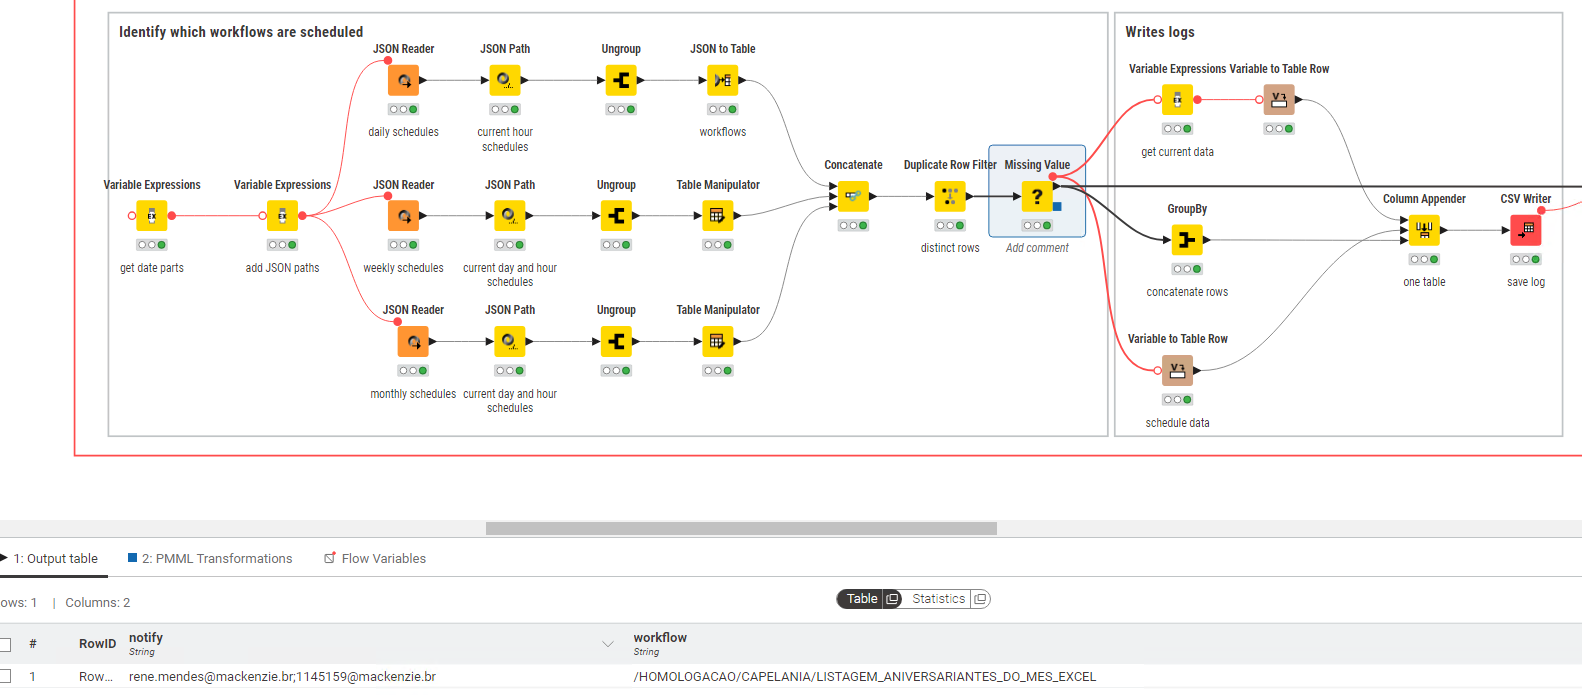 Identify which workflows are scheduled
Writes logs
JSON Reader
JSON Path
Ungroup
JSON to Table
daily schedules
current hour
schedules
workflows
Variable Expressions
EX
get date parts
Variable Expressions
EX
add JSON paths
JSON Reader
JSON Path
Ungroup
Table Manipulator
weekly schedules
current day and hour
schedules
JSON Reader
JSON Path
Ungroup
Table Manipulator
monthly schedules
current day and hour
schedules
Concatenate
Duplicate Row Filter
distinct rows
Missing Value
?
Add comment
Variable Expressions
EX
get current data
Variable to Table Row
V
GroupBy
concatenate rows
Variable to Table Row
V
schedule data
Column Appender
one table
CSV Writer
save log
1: Output table
2: PMML Transformations
Flow Variables
ows: 1 | Columns: 2
Table
Statistics
# RowID notify workflow
String String
1 Row... rene.mendes@mackenzie.br;1145159@mackenzie.br /HOMOLOGACAO/CAPELANIA/LISTAGEM_ANIVERSARIANTES_DO_MES_EXCEL